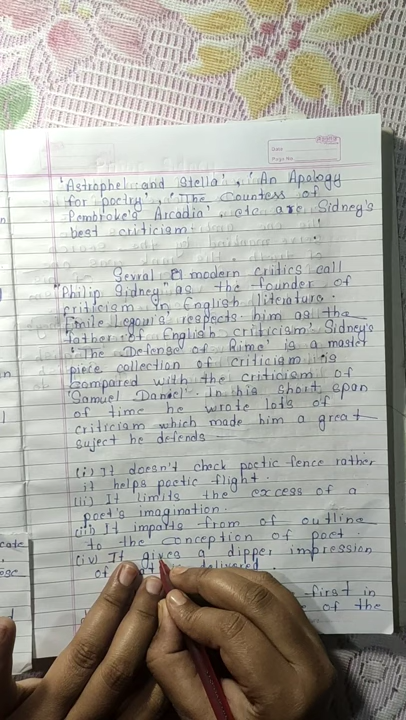 Date
Page No.
'Astrophel and Stella', 'An Apology
for poetry', 'The Countess of
Pembroke's Arcadia', etc are Sidney's
best criticism.
Sevral modern critics call
"Philip Sidney" as the founder of
criticism in English literature.
Emile legouis respects him as the
father of English criticism. Sidney's
'The Defense of Rime' is a master
piece collection of criticism is
compared with the criticism of
'Samuel Daniel'. In his short span
of time he wrote lots of
criticism which made him a great
suject he defends
(i) It doesn't check poetic fence rather
it helps poetic flight.
(ii) It limits the excess of a
poet's imagination.
(iii) It imparts from of outline
to the conception of poet.
(iv) It gives a dipper impression
of delivered.
first in
of the